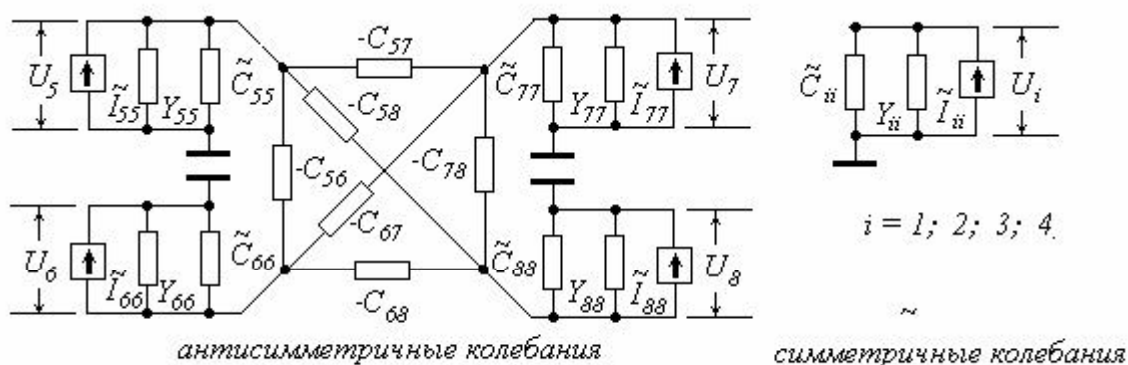 -C₅₇
U₅ Ĩ₅₅ Y₅₅ C̃₅₅ -C₅₈ C̃₇₇ Y₇₇ Ĩ₇₇ U₇
C̃ᵢᵢ Yᵢᵢ Ĩᵢᵢ Uᵢ
-C₅₆ -C₇₈
-C₆₇
U₆ Ĩ₆₆ Y₆₆ C̃₆₆ C̃₈₈ Y₈₈ Ĩ₈₈ U₈
-C₆₈
i = 1; 2; 3; 4.
~
антисимметричные колебания
симметричные колебания